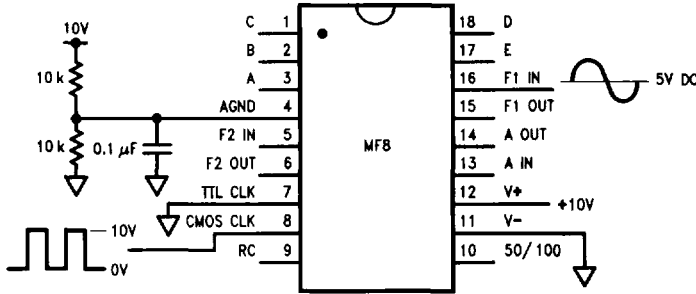 10V
10 k
10k
0.1 µF
C 1
B 2
A 3
AGND 4
F2 IN 5
F2 OUT 6
TTL CLK 7
CMOS CLK 8
RC 9
10V
0V
MF8
18 D
17 E
16 F1 IN
15 F1 OUT
14 A OUT
13 A IN
12 V+
11 V-
10 50/100
5V DC
+10V